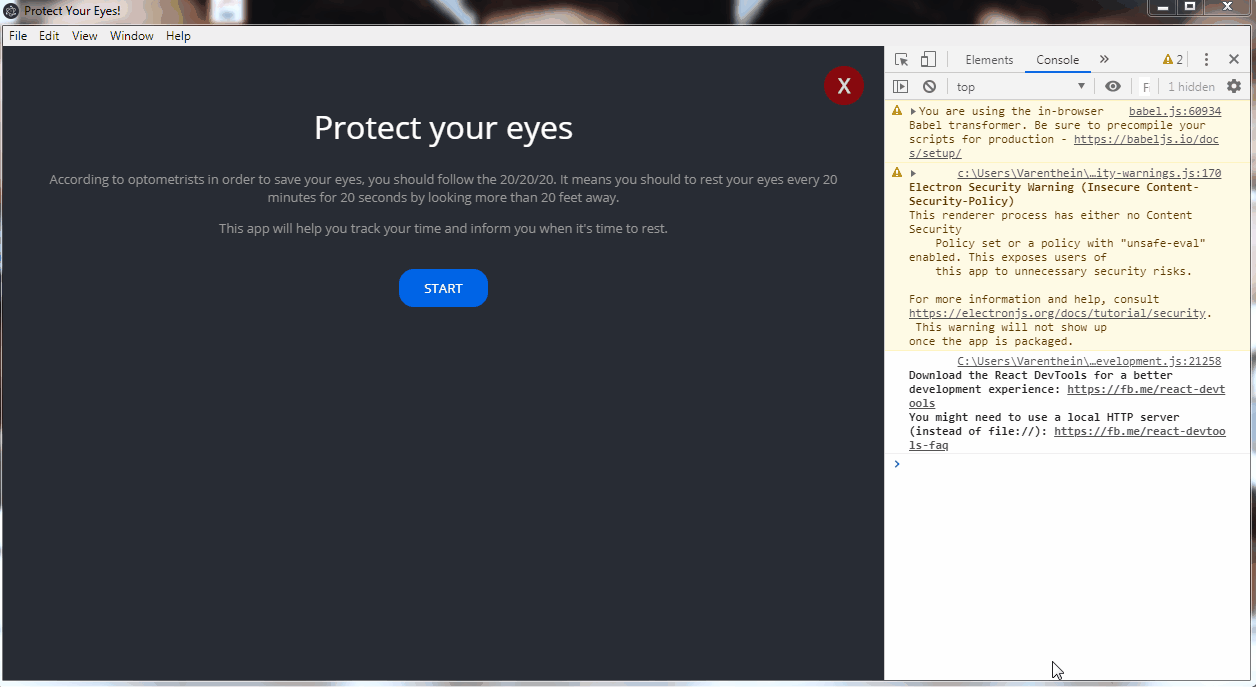 Protect Your Eyes!
File Edit View Window Help
X
Protect your eyes
According to optometrists in order to save your eyes, you should follow the 20/20/20. It means you should to rest your eyes every 20
minutes for 20 seconds by looking more than 20 feet away.
This app will help you track your time and inform you when it's time to rest.
START
Elements Console » 2
top F 1 hidden
You are using the in-browser babel.js:60934
Babel transformer. Be sure to precompile your
scripts for production - https://babeljs.io/doc
s/setup/
c:\Users\Varenthein\…ity-warnings.js:170
Electron Security Warning (Insecure Content-
Security-Policy)
This renderer process has either no Content
Security
Policy set or a policy with "unsafe-eval"
enabled. This exposes users of
this app to unnecessary security risks.
For more information and help, consult
https://electronjs.org/docs/tutorial/security.
This warning will not show up
once the app is packaged.
C:\Users\Varenthein\…evelopment.js:21258
Download the React DevTools for a better
development experience: https://fb.me/react-devt
ools
You might need to use a local HTTP server
(instead of file://): https://fb.me/react-devtoo
ls-faq